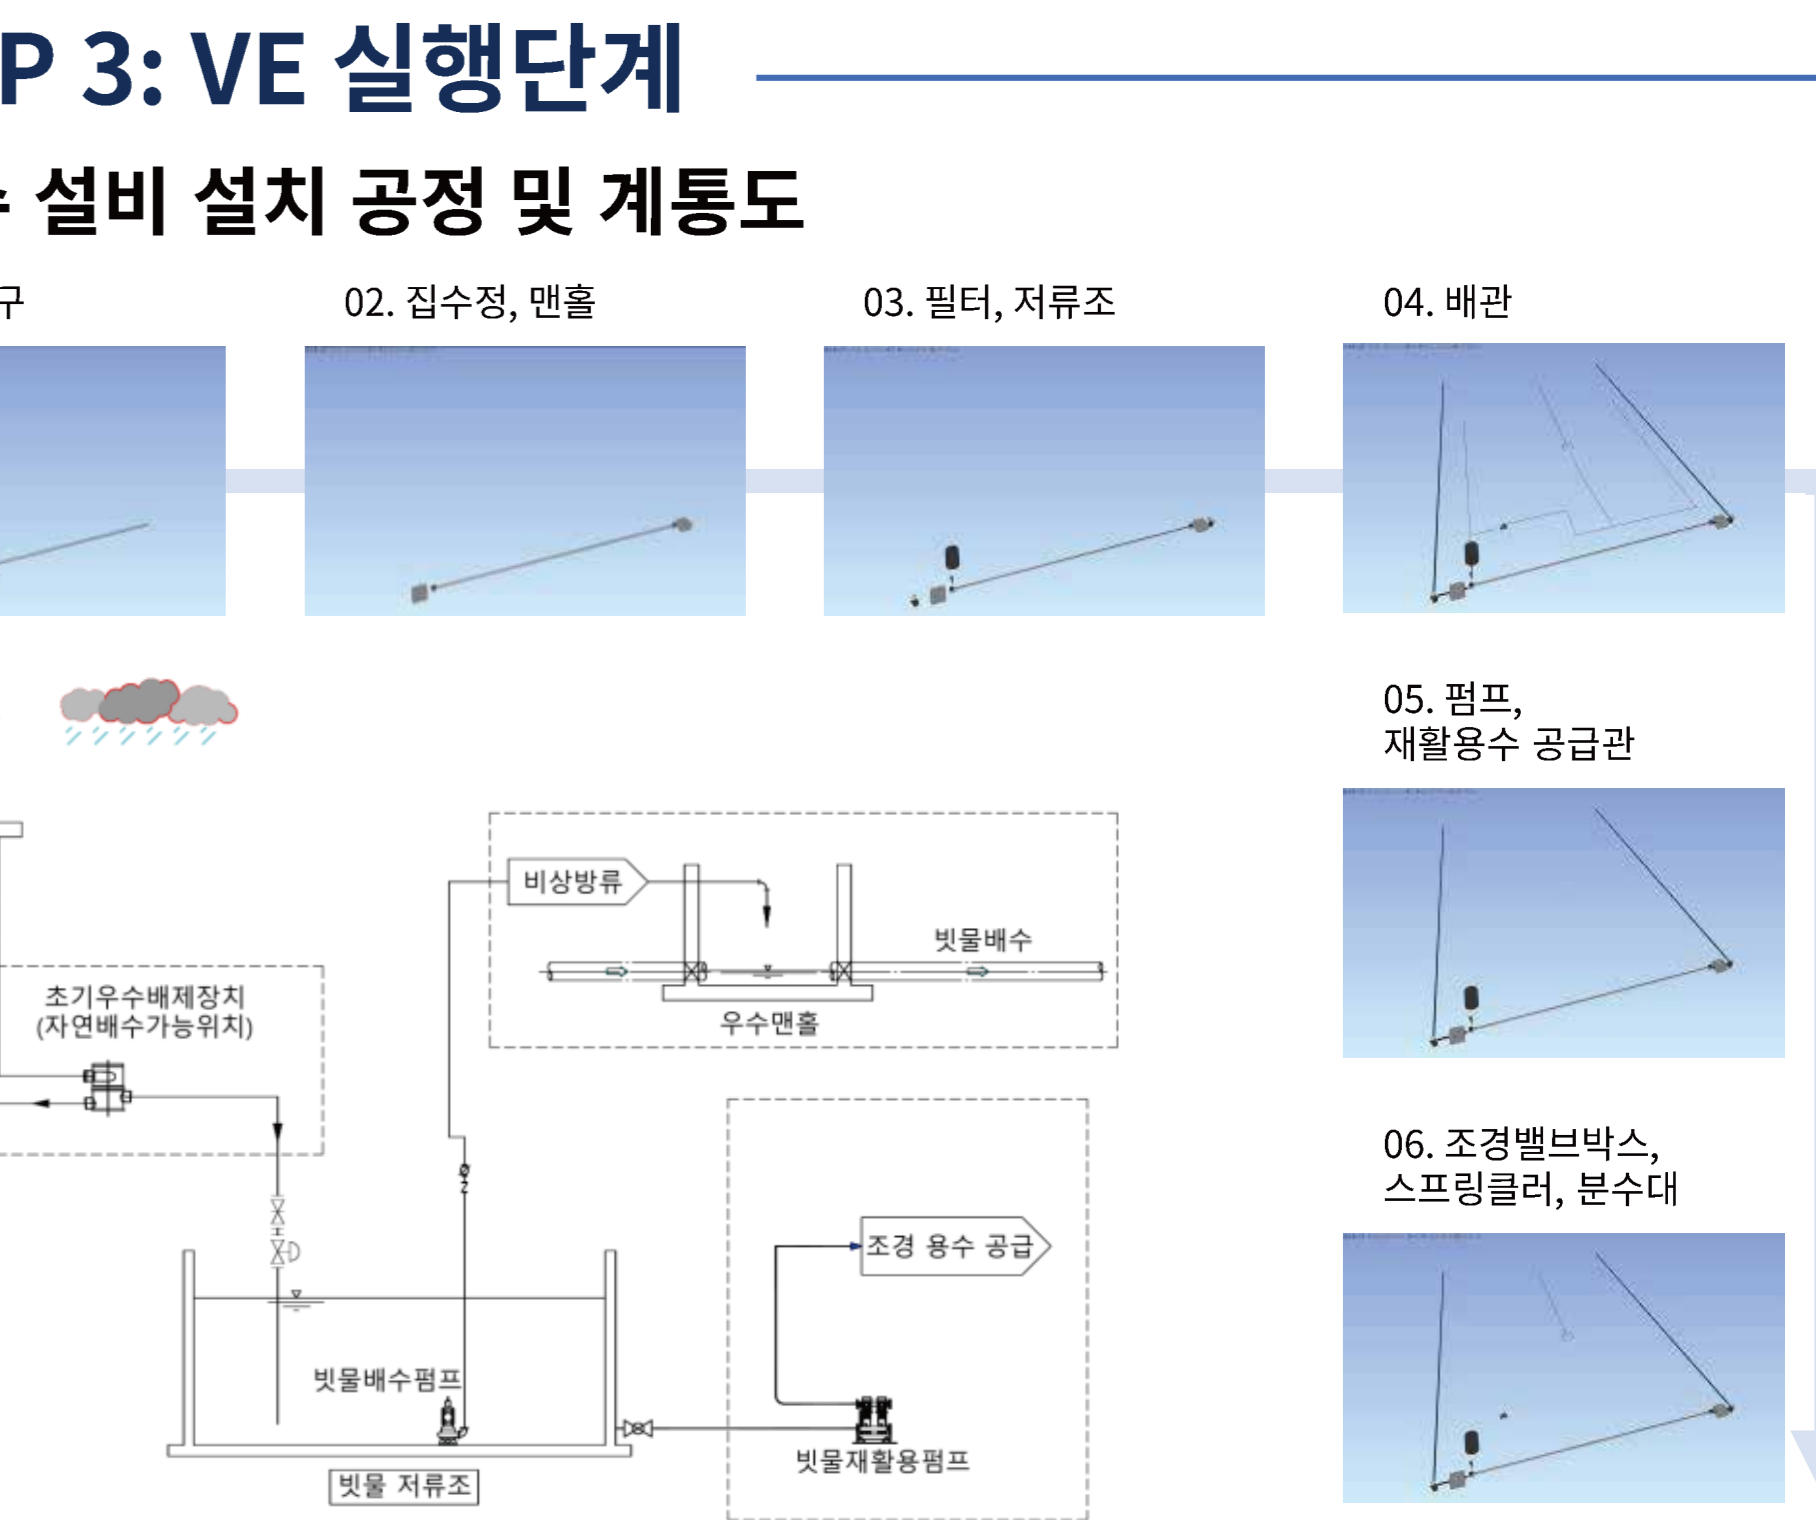 P 3: VE 실행단계
설비 설치 공정 및 계통도
구
02. 집수정, 맨홀
03. 필터, 저류조
04. 배관
05. 펌프,
재활용수 공급관
비상방류
빗물배수
초기우수배제장치
(자연배수가능위치)
우수맨홀
06. 조경밸브박스,
스프링클러, 분수대
조경 용수 공급
빗물배수펌프
빗물재활용펌프
빗물 저류조